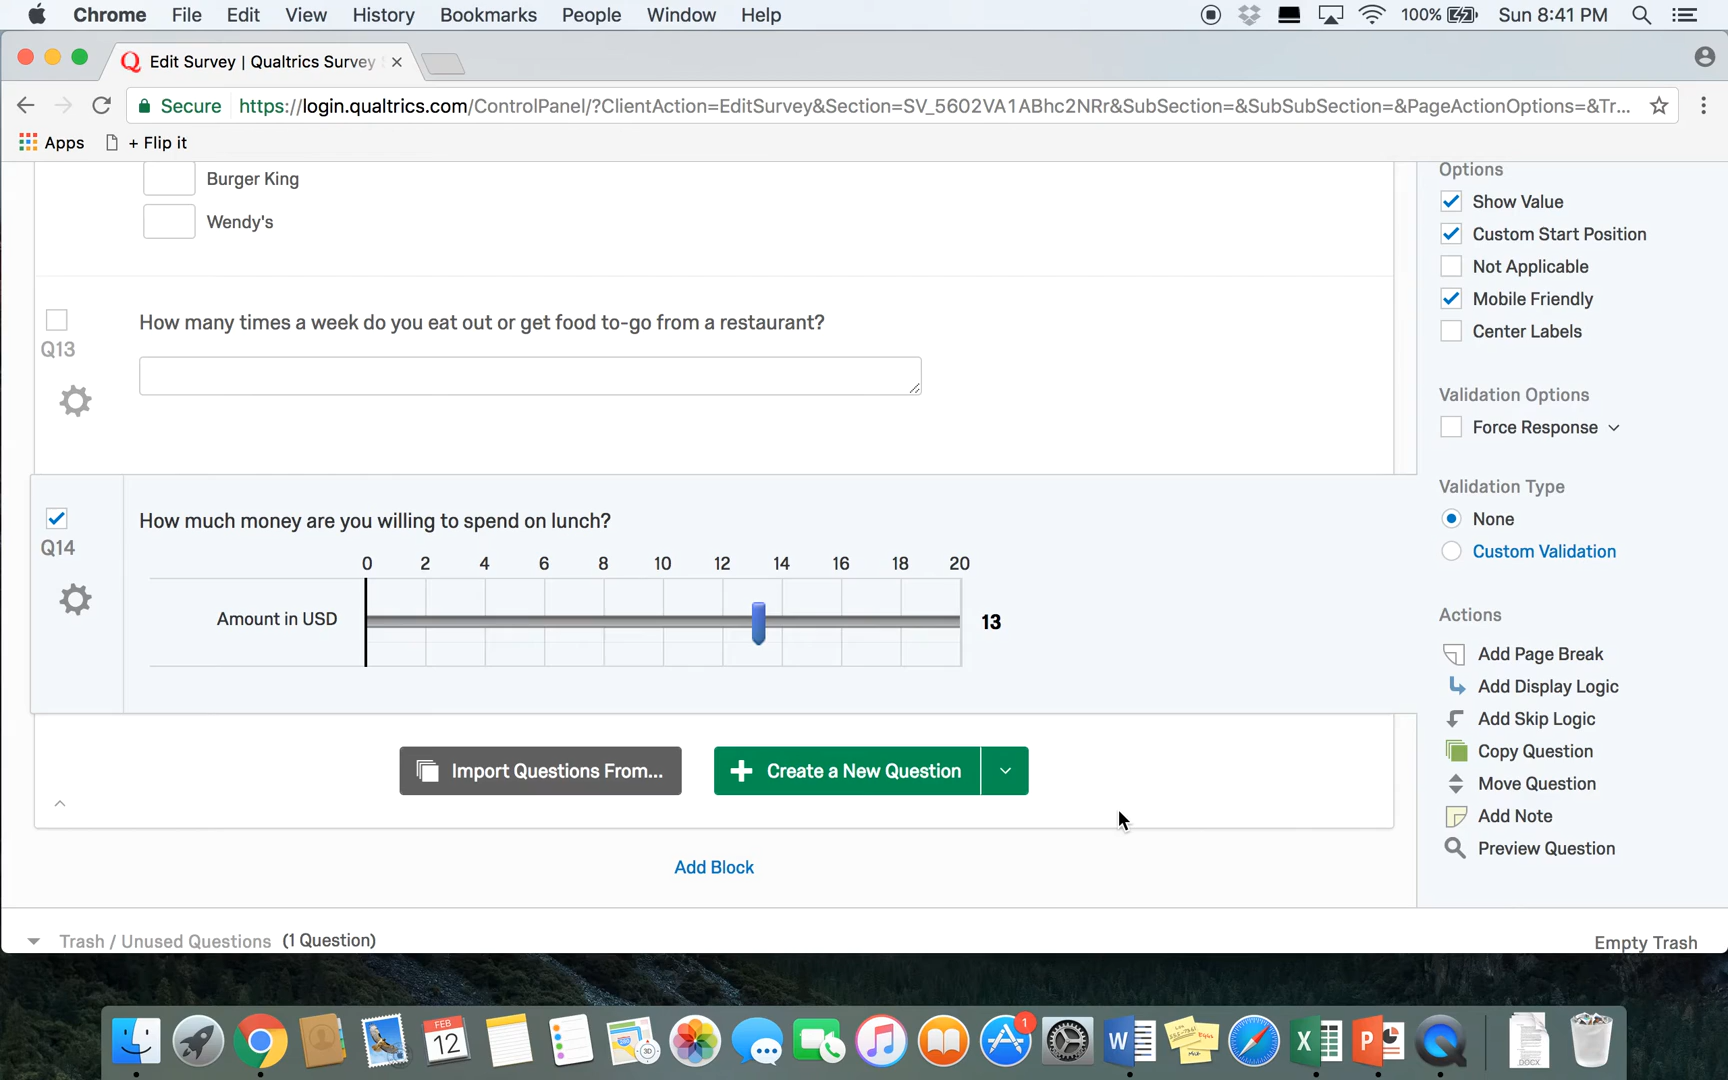 Chrome File Edit View History Bookmarks People Window Help 100% Sun 8:41 PM
Edit Survey | Qualtrics Survey
Secure https://login.qualtrics.com/ControlPanel/?ClientAction=EditSurvey&Section=SV_5602VA1ABhc2NRr&SubSection=&SubSubSection=&PageActionOptions=&Tr...
Apps + Flip it
Burger King
Wendy's
Q13
How many times a week do you eat out or get food to-go from a restaurant?
Q14
How much money are you willing to spend on lunch?
0 2 4 6 8 10 12 14 16 18 20
Amount in USD 13
Import Questions From... + Create a New Question
Add Block
Trash / Unused Questions (1 Question) Empty Trash
Options
Show Value
Custom Start Position
Not Applicable
Mobile Friendly
Center Labels
Validation Options
Force Response
Validation Type
None
Custom Validation
Actions
Add Page Break
Add Display Logic
Add Skip Logic
Copy Question
Move Question
Add Note
Preview Question
FEB
12
3D
1
DOCX